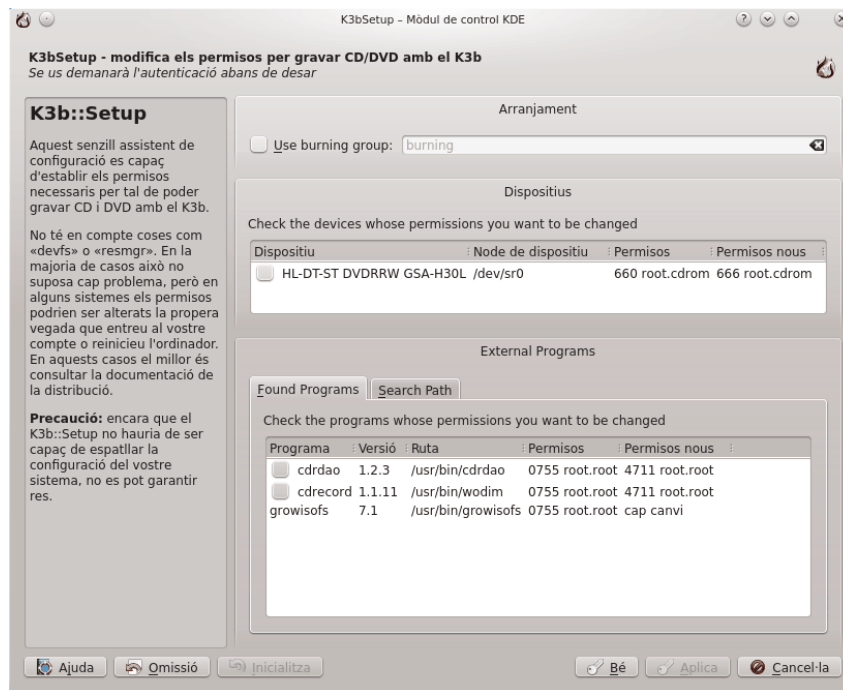 K3bSetup – Mòdul de control KDE
K3bSetup - modifica els permisos per gravar CD/DVD amb el K3b
Se us demanarà l'autenticació abans de desar
K3b::Setup
Aquest senzill assistent de
configuració es capaç
d'establir els permisos
necessaris per tal de poder
gravar CD i DVD amb el K3b.
No té en compte coses com
«devfs» o «resmgr». En la
majoria de casos això no
suposa cap problema, però en
alguns sistemes els permisos
podrien ser alterats la propera
vegada que entreu al vostre
compte o reinicieu l'ordinador.
En aquests casos el millor és
consultar la documentació de
la distribució.
Precaució: encara que el
K3b::Setup no hauria de ser
capaç de espatllar la
configuració del vostre
sistema, no es pot garantir
res.
Arranjament
Use burning group: burning
Dispositius
Check the devices whose permissions you want to be changed
Dispositiu Node de dispositiu Permisos Permisos nous
HL-DT-ST DVDRRW GSA-H30L /dev/sr0 660 root.cdrom 666 root.cdrom
External Programs
Found Programs Search Path
Check the programs whose permissions you want to be changed
Programa Versió Ruta Permisos Permisos nous
cdrdao 1.2.3 /usr/bin/cdrdao 0755 root.root 4711 root.root
cdrecord 1.1.11 /usr/bin/wodim 0755 root.root 4711 root.root
growisofs 7.1 /usr/bin/growisofs 0755 root.root cap canvi
Ajuda Omissió Inicialitza Bé Aplica Cancel·la